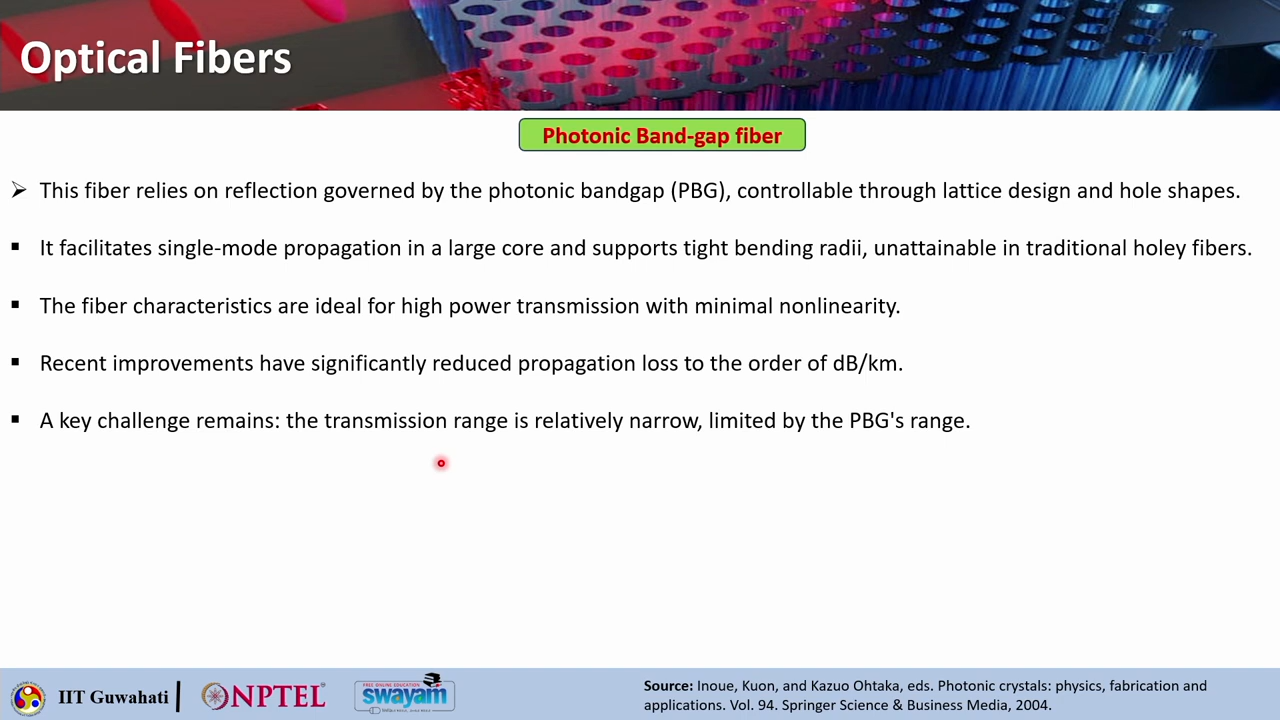 Optical Fibers
Photonic Band-gap fiber
➢ This fiber relies on reflection governed by the photonic bandgap (PBG), controllable through lattice design and hole shapes.
▪ It facilitates single-mode propagation in a large core and supports tight bending radii, unattainable in traditional holey fibers.
▪ The fiber characteristics are ideal for high power transmission with minimal nonlinearity.
▪ Recent improvements have significantly reduced propagation loss to the order of dB/km.
▪ A key challenge remains: the transmission range is relatively narrow, limited by the PBG's range.
IIT Guwahati
NPTEL
FREE ONLINE EDUCATION
swayam
Source: Inoue, Kuon, and Kazuo Ohtaka, eds. Photonic crystals: physics, fabrication and
applications. Vol. 94. Springer Science & Business Media, 2004.